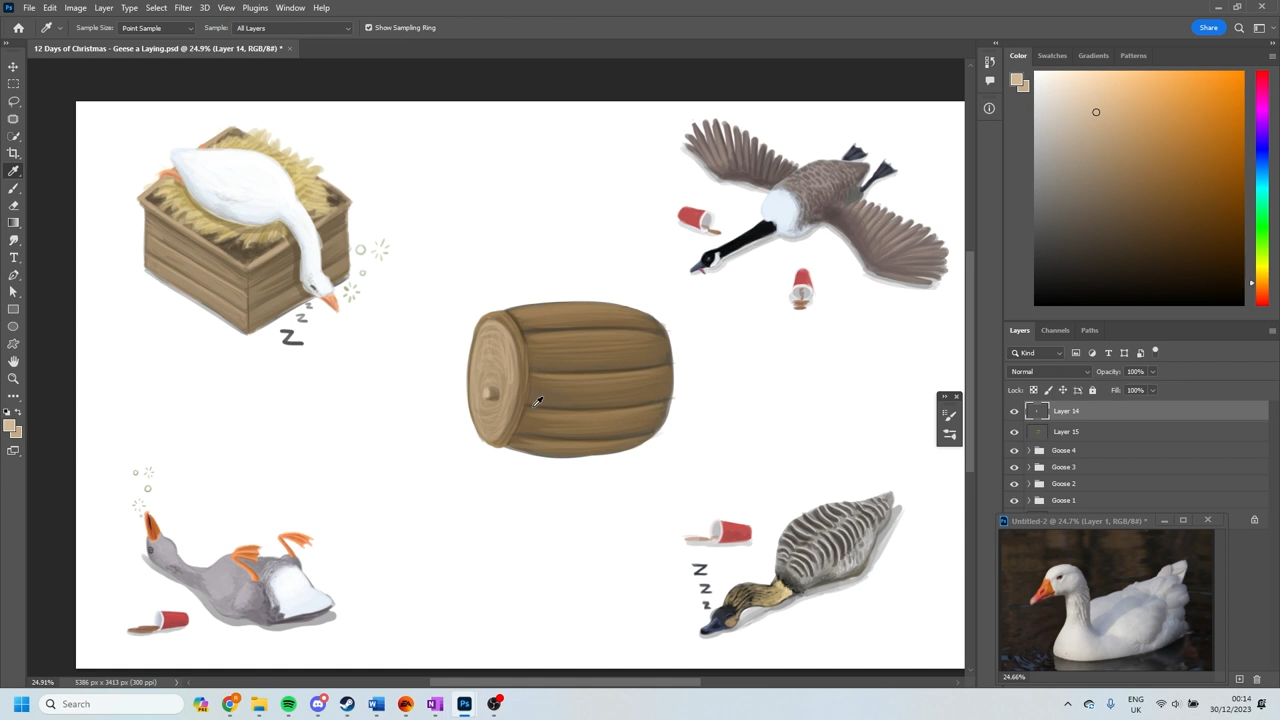 File Edit Image Layer Type Select Filter 3D View Plugins Window Help
Sample Size: Point Sample Sample: All Layers Show Sampling Ring Share
12 Days of Christmas - Geese a Laying.psd @ 24.9% (Layer 14, RGB/8#) *
Color Swatches Gradients Patterns
z
z
Z
Z
z
z
Layers Channels Paths
Kind
Normal Opacity: 100%
Lock: Fill: 100%
Layer 14
Layer 15
Goose 4
Goose 3
Goose 2
Goose 1
Untitled-2 @ 24.7% (Layer 1, RGB/8#) *
24.66%
24.91% 5386 px x 3413 px (300 ppi)
Search
ENG
UK
00:14
30/12/2023